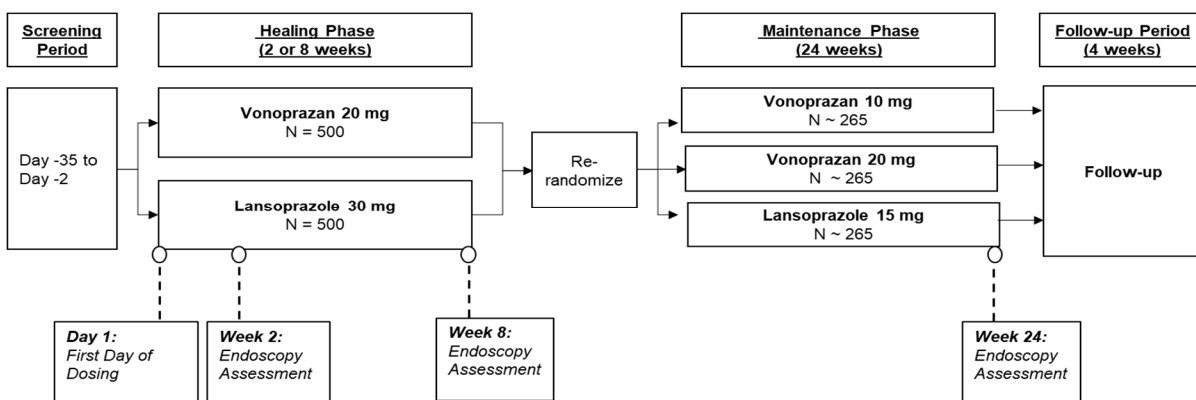 Screening
Period
Healing Phase
(2 or 8 weeks)
Maintenance Phase
(24 weeks)
Follow-up Period
(4 weeks)
Day -35 to
Day -2
Vonoprazan 20 mg
N = 500
Lansoprazole 30 mg
N = 500
Re-
randomize
Vonoprazan 10 mg
N ~ 265
Vonoprazan 20 mg
N ~ 265
Lansoprazole 15 mg
N ~ 265
Follow-up
Day 1:
First Day of
Dosing
Week 2:
Endoscopy
Assessment
Week 8:
Endoscopy
Assessment
Week 24:
Endoscopy
Assessment